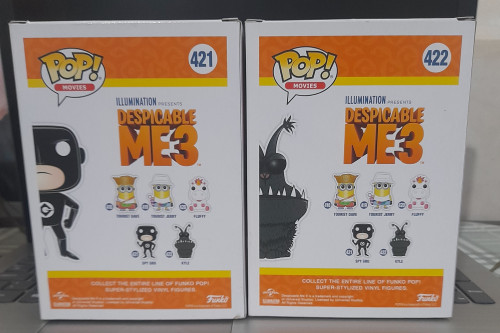 POP!
MOVIES
421
ILLUMINATION PRESENTS
DESPICABLE
ME3
TOURIST DAVE
TOURIST JERRY
FLUFFY
SPY GRU
KYLE
COLLECT THE ENTIRE LINE OF FUNKO POP!
SUPER-STYLIZED VINYL FIGURES.
Funko
POP!
MOVIES
422
ILLUMINATION PRESENTS
DESPICABLE
ME3
TOURIST DAVE
TOURIST JERRY
FLUFFY
SPY GRU
KYLE
COLLECT THE ENTIRE LINE OF FUNKO POP!
SUPER-STYLIZED VINYL FIGURES.
Funko